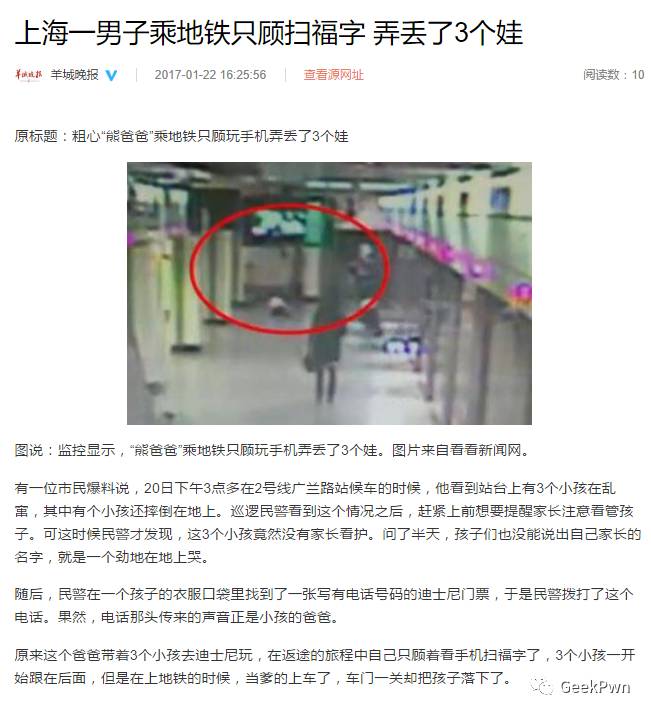 上海一男子乘地铁只顾扫福字 弄丢了3个娃
羊城晚报 羊城晚报 2017-01-22 16:25:56 查看源网址 阅读数：10
原标题：粗心“熊爸爸”乘地铁只顾玩手机弄丢了3个娃
图说：监控显示，“熊爸爸”乘地铁只顾玩手机弄丢了3个娃。图片来自看看新闻网。
有一位市民爆料说，20日下午3点多在2号线广兰路站候车的时候，他看到站台上有3个小孩在乱
窜，其中有个小孩还摔倒在地上。巡逻民警看到这个情况之后，赶紧上前想要提醒家长注意看管孩
子。可这时候民警才发现，这3个小孩竟然没有家长看护。问了半天，孩子们也没能说出自己家长的
名字，就是一个劲地在地上哭。
随后，民警在一个孩子的衣服口袋里找到了一张写有电话号码的迪士尼门票，于是民警拨打了这个
电话。果然，电话那头传来的声音正是小孩的爸爸。
原来这个爸爸带着3个小孩去迪士尼玩，在返途的旅程中自己只顾着看手机扫福字了，3个小孩一开
始跟在后面，但是在上地铁的时候，当爹的上车了，车门一关却把孩子落下了。
GeekPwn